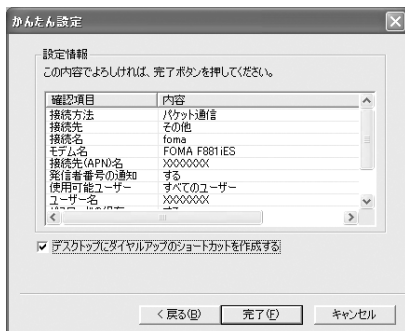 かんたん設定
設定情報
この内容でよろしければ、完了ボタンを押してください。
確認項目 内容
接続方法 パケット通信
接続先 その他
接続名 foma
モデム名 FOMA F881iES
接続先(APN)名 XXXXXXX
発信者番号の通知 する
使用可能ユーザー すべてのユーザー
ユーザー名 XXXXXXX
デスクトップにダイヤルアップのショートカットを作成する
< 戻る(B) 完了(F) キャンセル